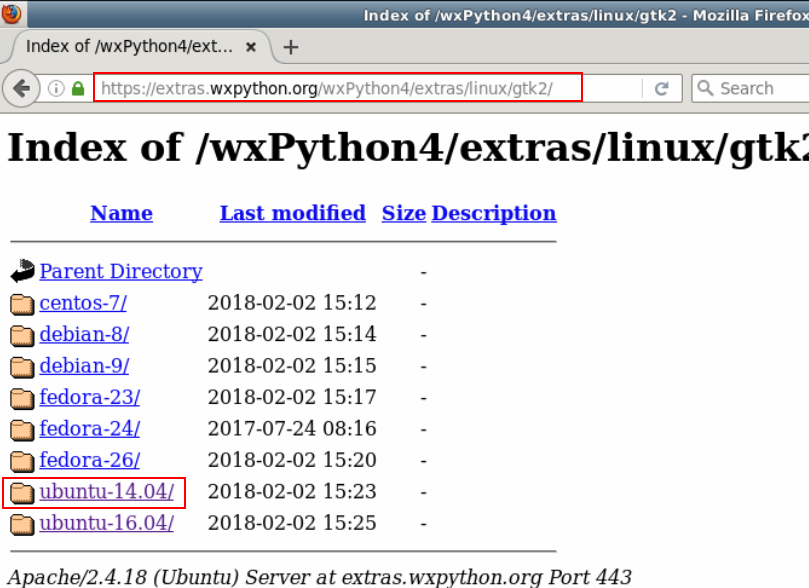 Index of /wxPython4/extras/linux/gtk2 - Mozilla Firefox
Index of /wxPython4/ext... × +
https://extras.wxpython.org/wxPython4/extras/linux/gtk2/ Search
Index of /wxPython4/extras/linux/gtk2
Name Last modified Size Description
Parent Directory -
centos-7/ 2018-02-02 15:12 -
debian-8/ 2018-02-02 15:14 -
debian-9/ 2018-02-02 15:15 -
fedora-23/ 2018-02-02 15:17 -
fedora-24/ 2017-07-24 08:16 -
fedora-26/ 2018-02-02 15:20 -
ubuntu-14.04/ 2018-02-02 15:23 -
ubuntu-16.04/ 2018-02-02 15:25 -
Apache/2.4.18 (Ubuntu) Server at extras.wxpython.org Port 443